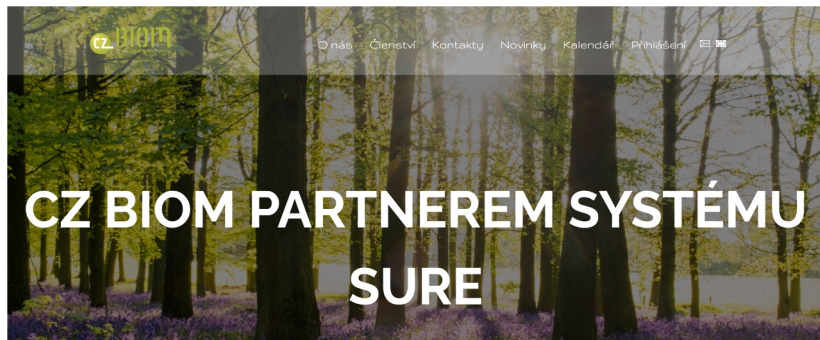 cz BIOM
O nás Členství Kontakty Novinky Kalendář Přihlášení
CZ BIOM PARTNEREM SYSTÉMU
SURE